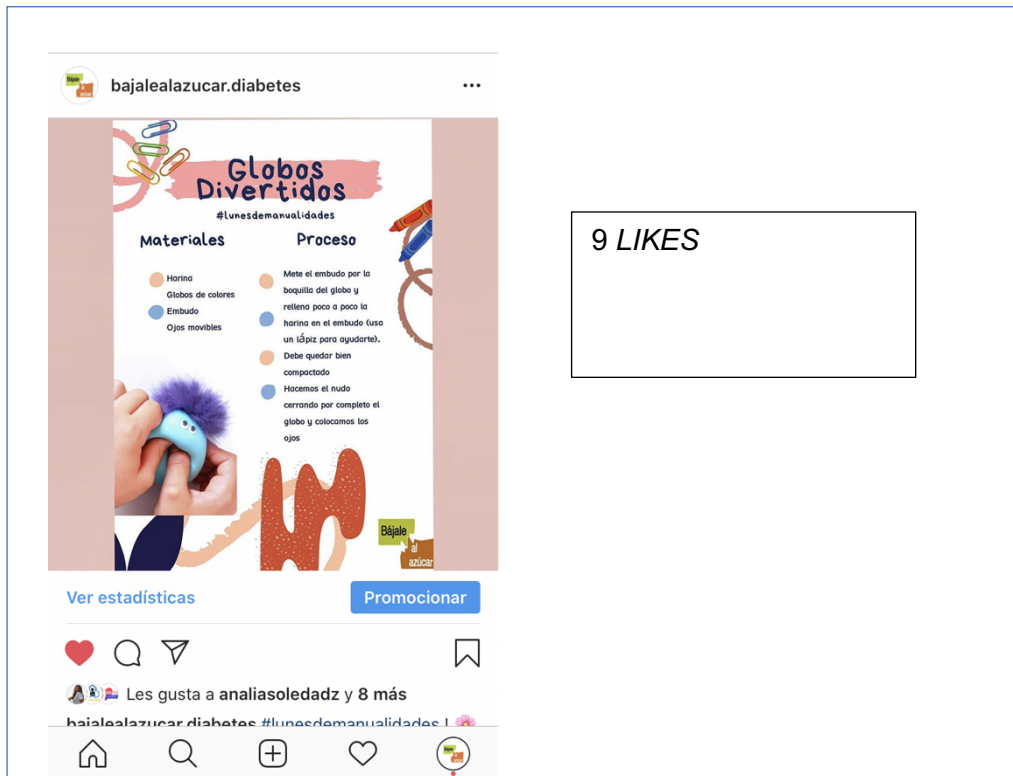 bajalealazucar.diabetes
Globos
Divertidos
#lunesdemanualidades
Materiales
Harina
Globos de colores
Embudo
Ojos movibles
Proceso
Mete el embudo por la
boquilla del globo y
rellena poco a poco la
harina en el embudo (usa
un lápiz para ayudarte).
Debe quedar bien
compactado
Hacemos el nudo
cerrando por completo el
globo y colocamos los
ojos
Bájale
al
azúcar
Ver estadísticas
Promocionar
Les gusta a analiasoledadz y 8 más
bajalealazucar.diabetes #lunesdemanualidades ! 🌸
9 LIKES